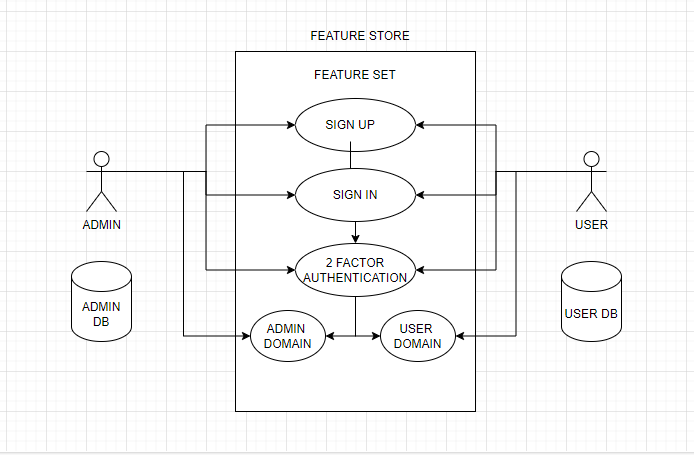 FEATURE STORE
FEATURE SET
SIGN UP
SIGN IN
ADMIN
USER
2 FACTOR
AUTHENTICATION
ADMIN
DB
USER DB
ADMIN
DOMAIN
USER
DOMAIN